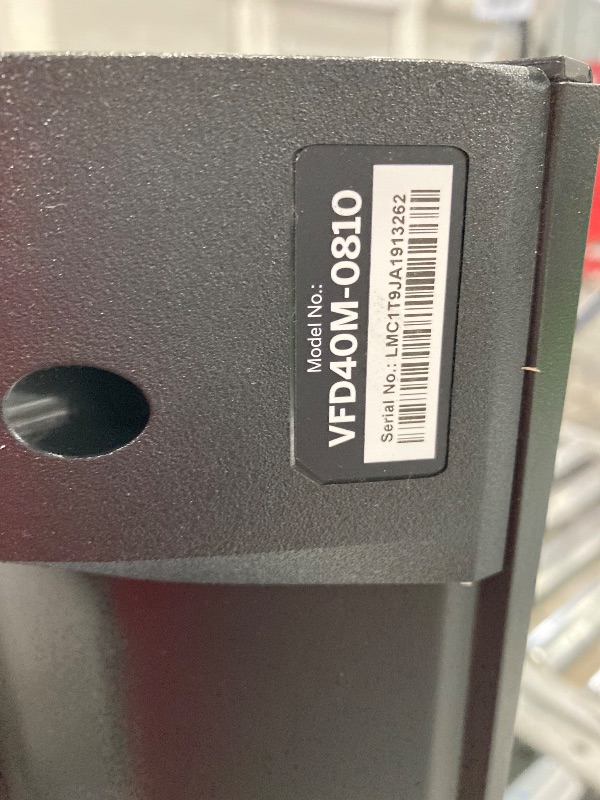 Model No.:
VFD40M-0810
Serial No.: LMC1T9JA1913262